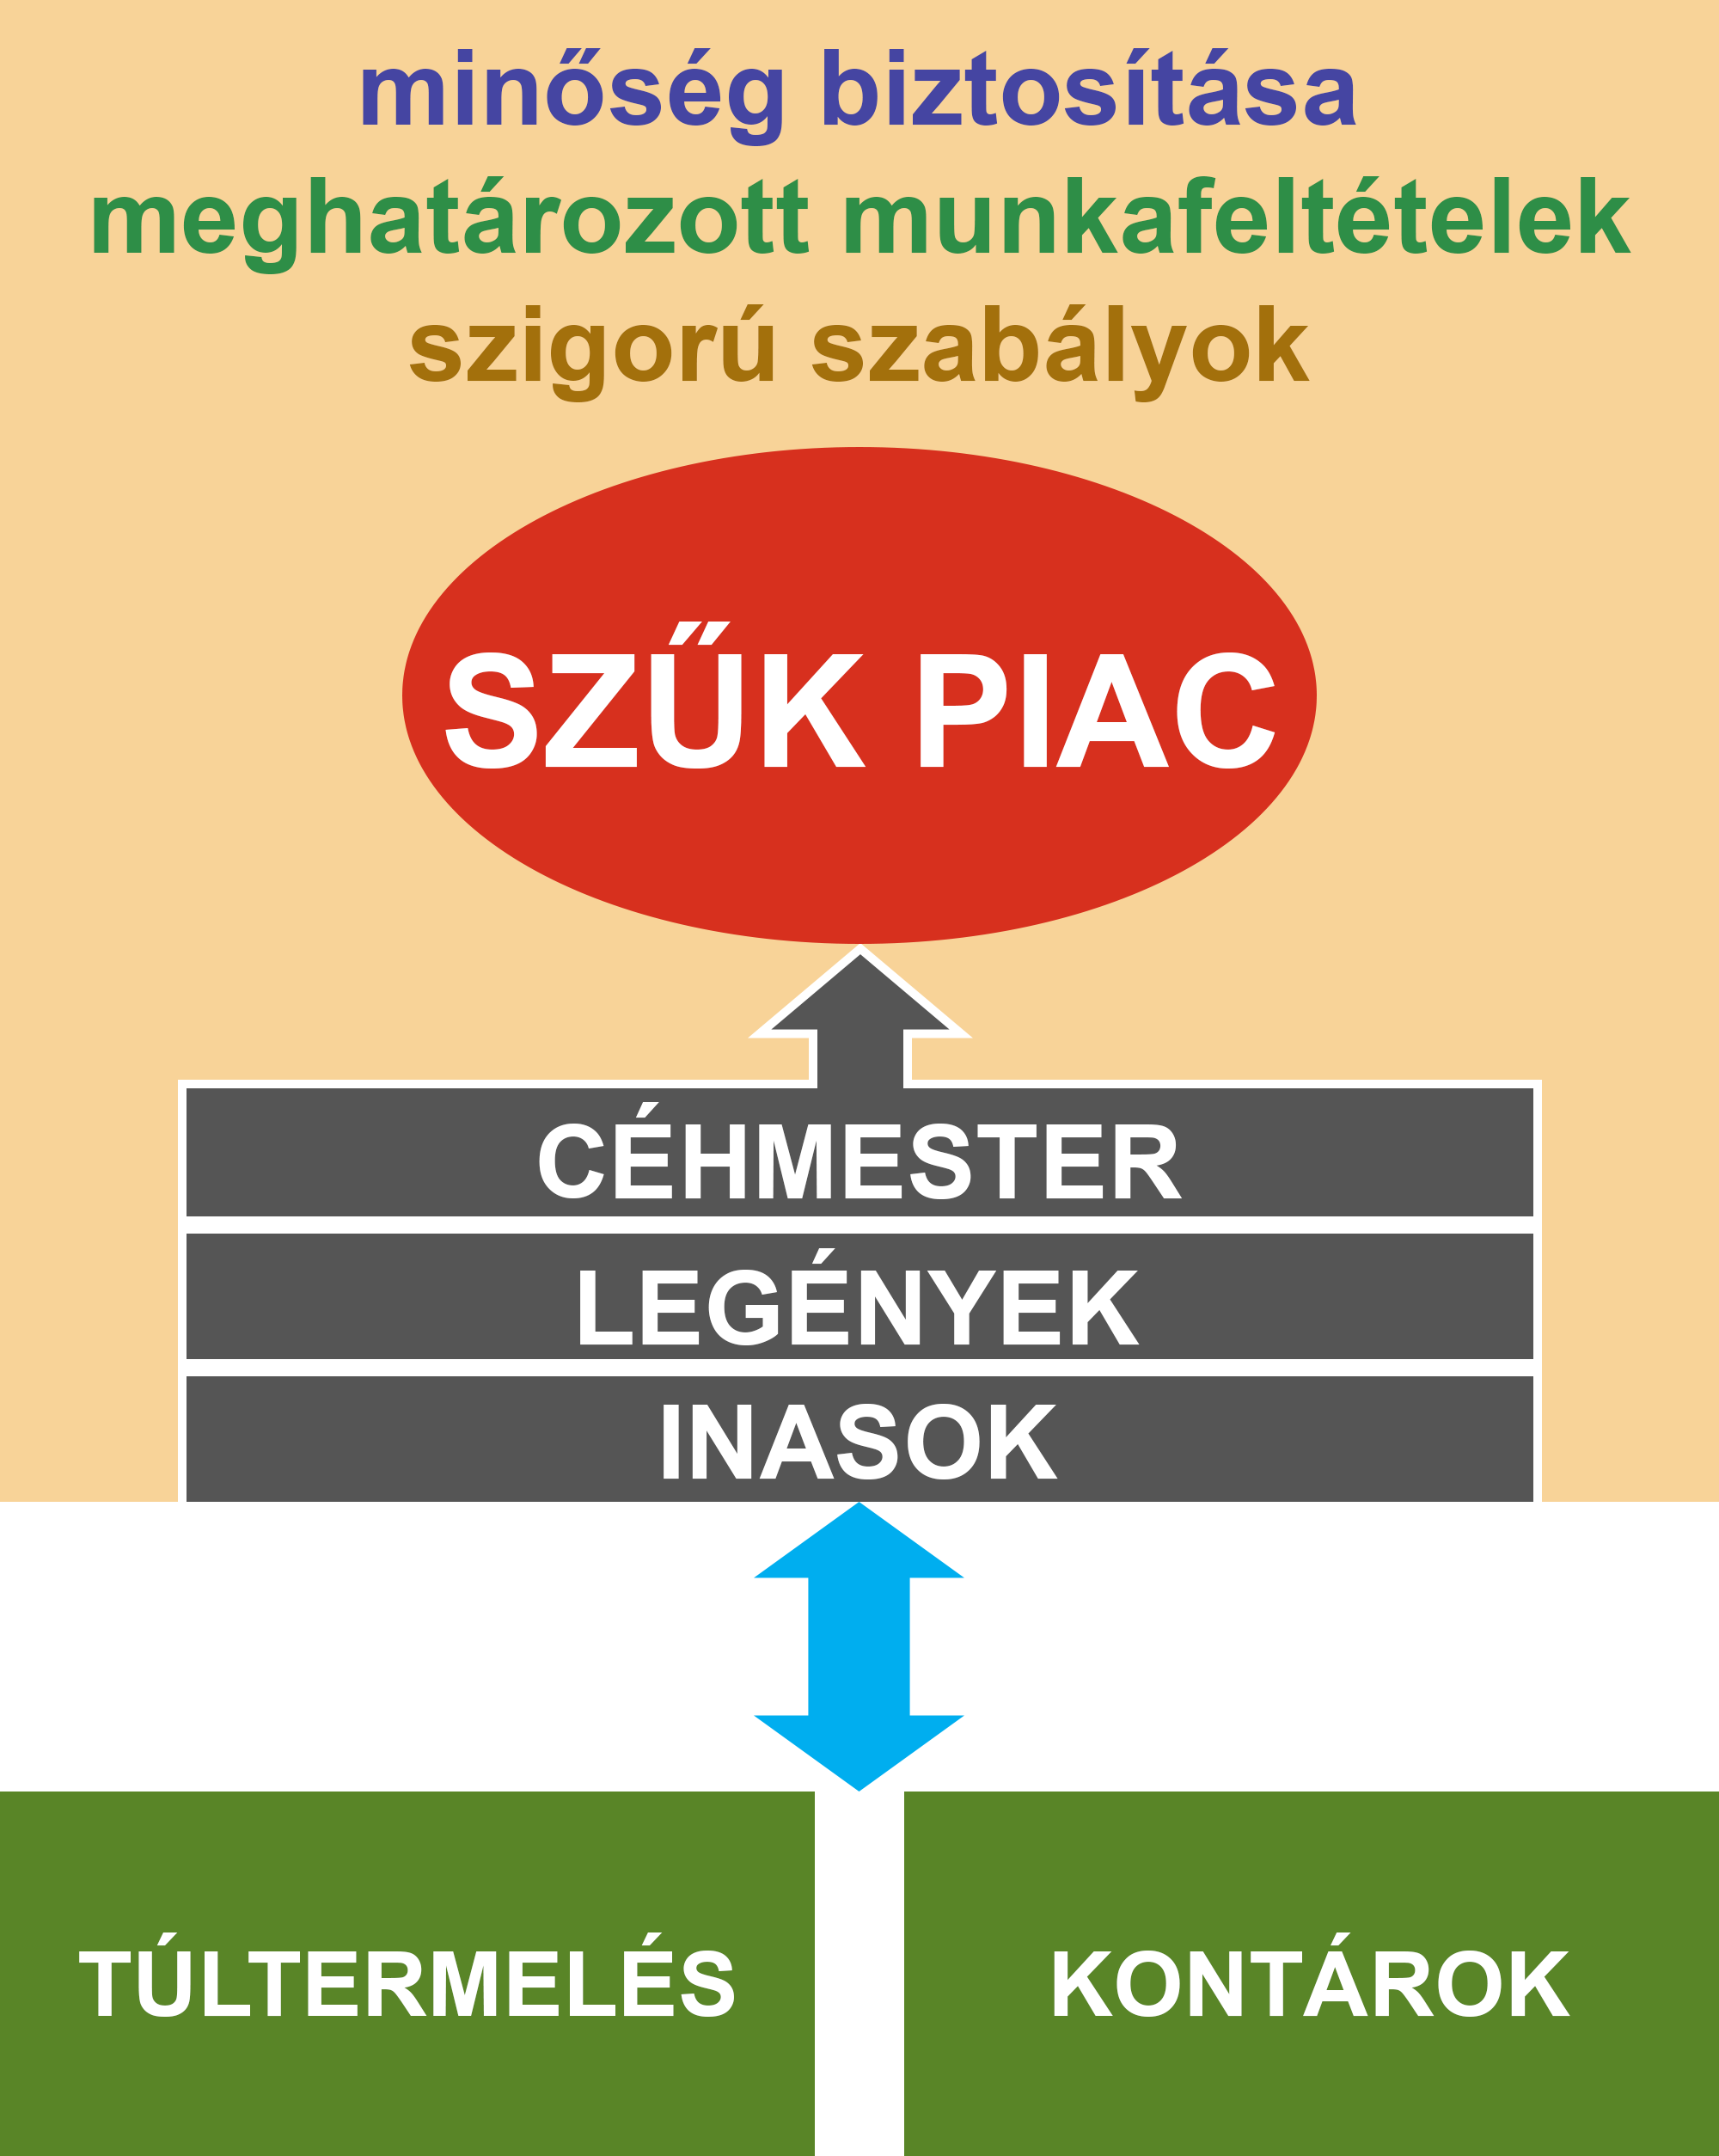 minőség biztosítása
meghatározott munkafeltételek
szigorú szabályok
SZŰK PIAC
CÉHMESTER
LEGÉNYEK
INASOK
TÚLTERMELÉS
KONTÁROK